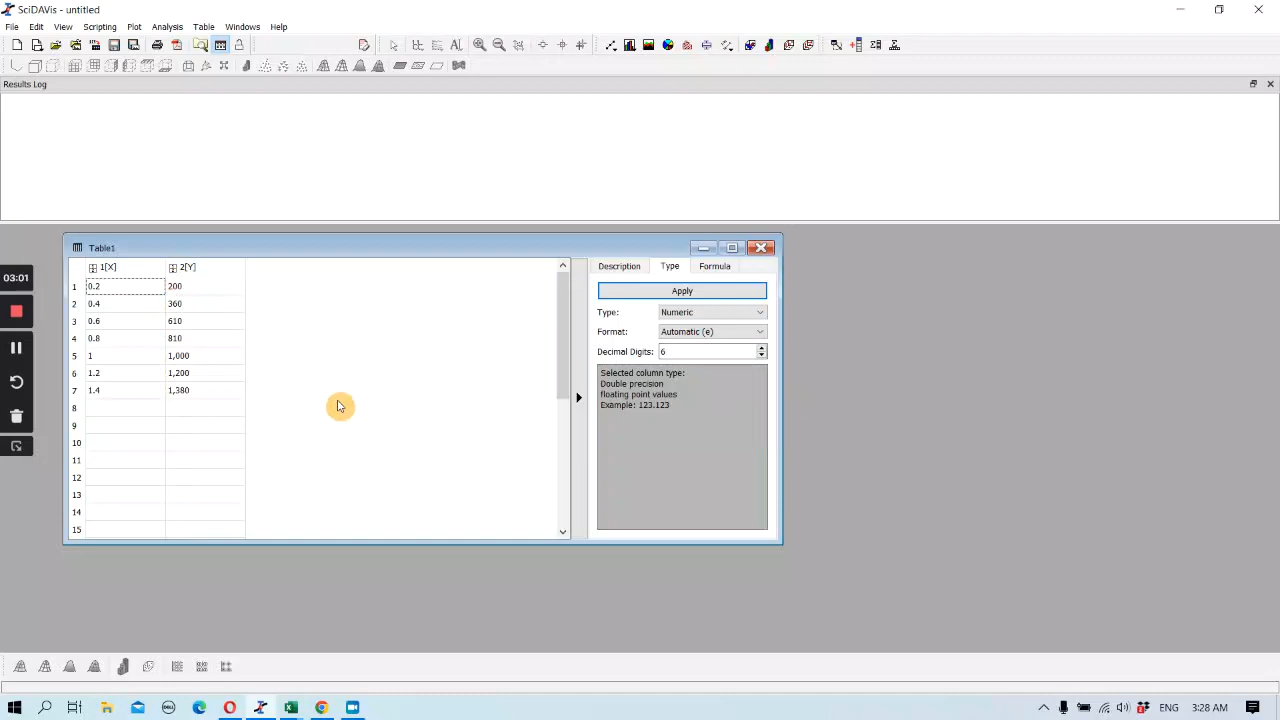 SciDAVis - untitled
File Edit View Scripting Plot Analysis Table Windows Help
Results Log
Table1
1[X] 2[Y]
1 0.2 200
2 0.4 360
3 0.6 610
4 0.8 810
5 1 1,000
6 1.2 1,200
7 1.4 1,380
8
9
10
11
12
13
14
15
Description Type Formula
Apply
Type: Numeric
Format: Automatic (e)
Decimal Digits: 6
Selected column type:
Double precision
floating point values
Example: 123.123
03:01
ENG 3:28 AM